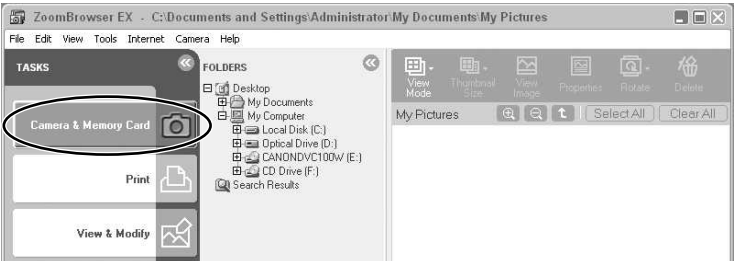 ZoomBrowser EX - C:\Documents and Settings\Administrator\My Documents\My Pictures
File Edit View Tools Internet Camera Help
TASKS
Camera & Memory Card
Print
View & Modify
FOLDERS
Desktop
My Documents
My Computer
Local Disk (C:)
Optical Drive (D:)
CANONDVC100W (E:)
CD Drive (F:)
Search Results
View Mode
Thumbnail Size
View Image
Properties
Rotate
Delete
My Pictures
Select All
Clear All